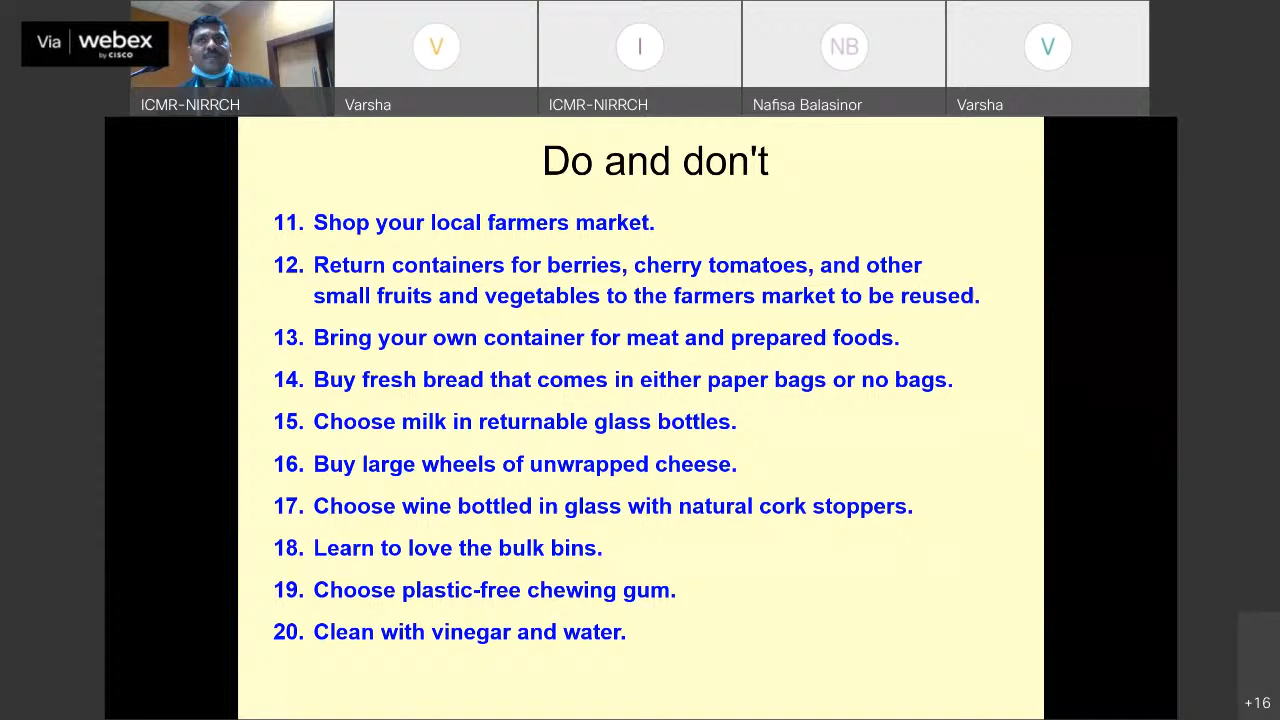 Via webex
by CISCO
V
I
NB
V
ICMR-NIRRCH
Varsha
ICMR-NIRRCH
Nafisa Balasinor
Varsha
Do and don't
11. Shop your local farmers market.
12. Return containers for berries, cherry tomatoes, and other
small fruits and vegetables to the farmers market to be reused.
13. Bring your own container for meat and prepared foods.
14. Buy fresh bread that comes in either paper bags or no bags.
15. Choose milk in returnable glass bottles.
16. Buy large wheels of unwrapped cheese.
17. Choose wine bottled in glass with natural cork stoppers.
18. Learn to love the bulk bins.
19. Choose plastic-free chewing gum.
20. Clean with vinegar and water.
+16